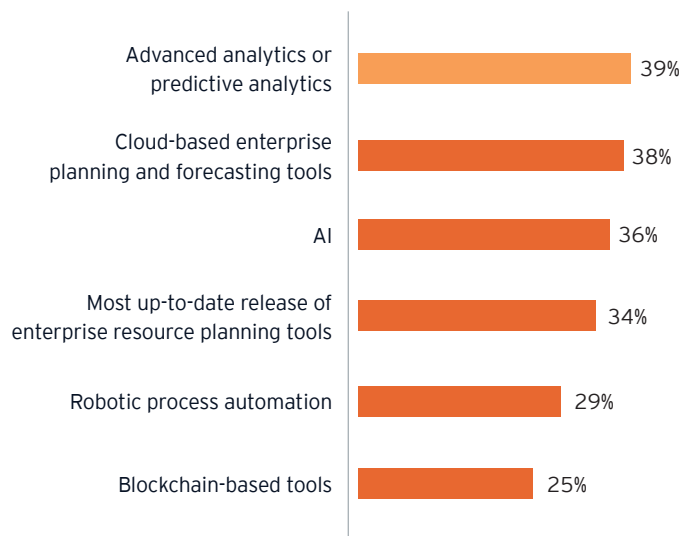 Advanced analytics or
predictive analytics
39%
Cloud-based enterprise
planning and forecasting tools
38%
AI
36%
Most up-to-date release of
enterprise resource planning tools
34%
Robotic process automation
29%
Blockchain-based tools
25%